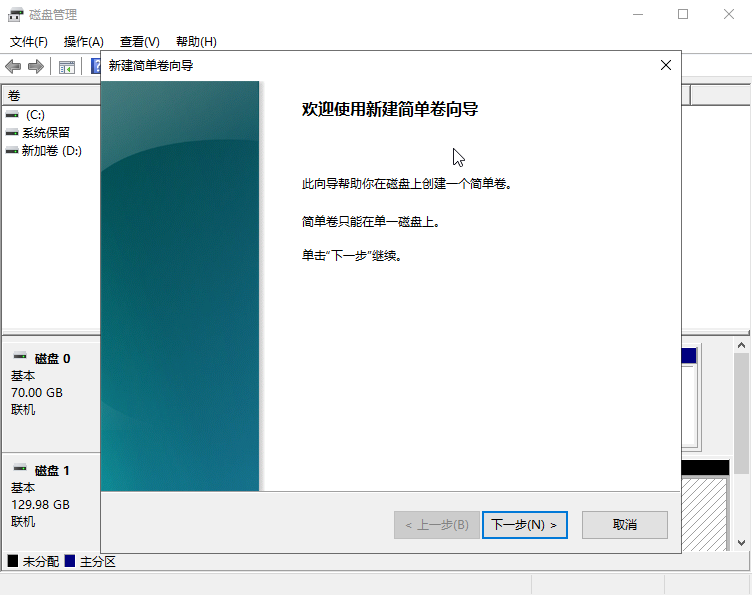 磁盘管理
文件(F) 操作(A) 查看(V) 帮助(H)
新建简单卷向导
卷
(C:)
系统保留
新加卷 (D:)
欢迎使用新建简单卷向导
此向导帮助你在磁盘上创建一个简单卷。
简单卷只能在单一磁盘上。
单击“下一步”继续。
磁盘 0
基本
70.00 GB
联机
磁盘 1
基本
129.98 GB
联机
< 上一步(B) 下一步(N) > 取消
未分配 主分区